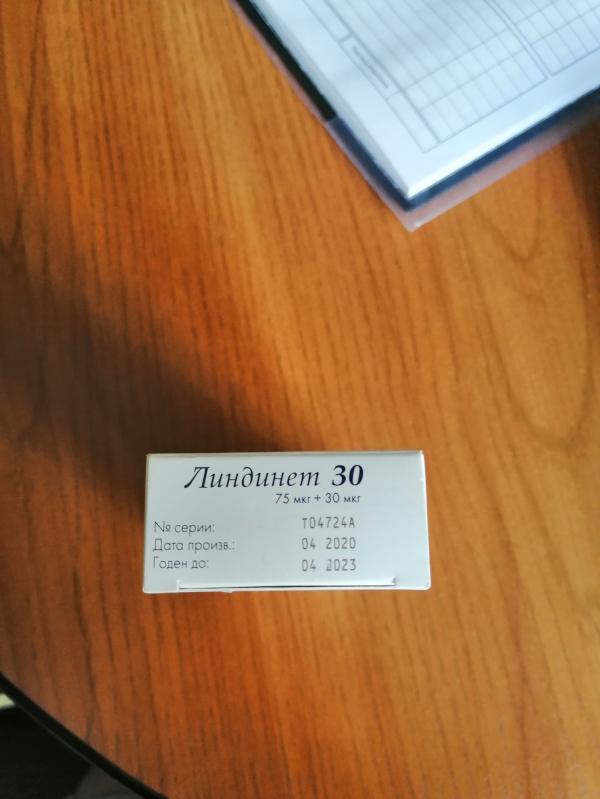 Линдинет 30
75 мкг + 30 мкг
№ серии: T04724A
Дата произв.: 04 2020
Годен до: 04 2023